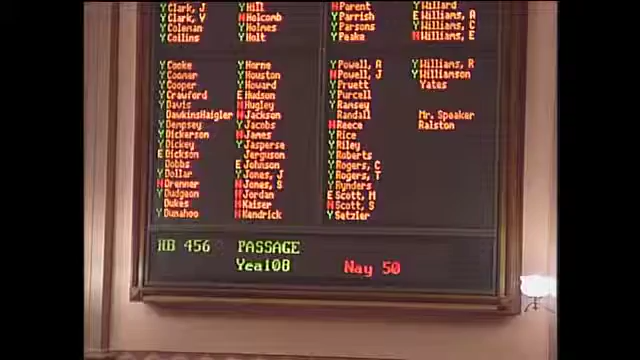 Y Clark, J Y Hill N Parent Y Willard
Y Clark, V N Holcomb Y Parrish E Williams, A
Y Coleman Y Holmes Y Parsons Y Williams, C
Y Collins Y Holt Y Peake N Williams, E
Y Cooke Y Horne Y Powell, A Y Williams, R
Y Coomer Y Houston N Powell, J Y Williamson
Y Cooper Y Howard Y Pruett Yates
Y Crawford E Hudson Y Purcell
Y Davis N Hugley Y Ramsey
DawkinsHaigler N Jackson Randall Mr. Speaker
Y Dempsey Y Jacobs N Reece Ralston
Y Dickerson N James Y Rice
Y Dickey Y Jasperse Y Riley
E Dickson Jerguson Y Roberts
Dobbs E Johnson Y Rogers, C
Y Dollar Y Jones, J Y Rogers, T
N Drenner N Jones, S Y Rynders
Y Dudgeon N Jordan E Scott, M
Dukes N Kaiser N Scott, S
Y Dunahoo N Kendrick Y Setzler
HB 456 PASSAGE
Yea108 Nay 50